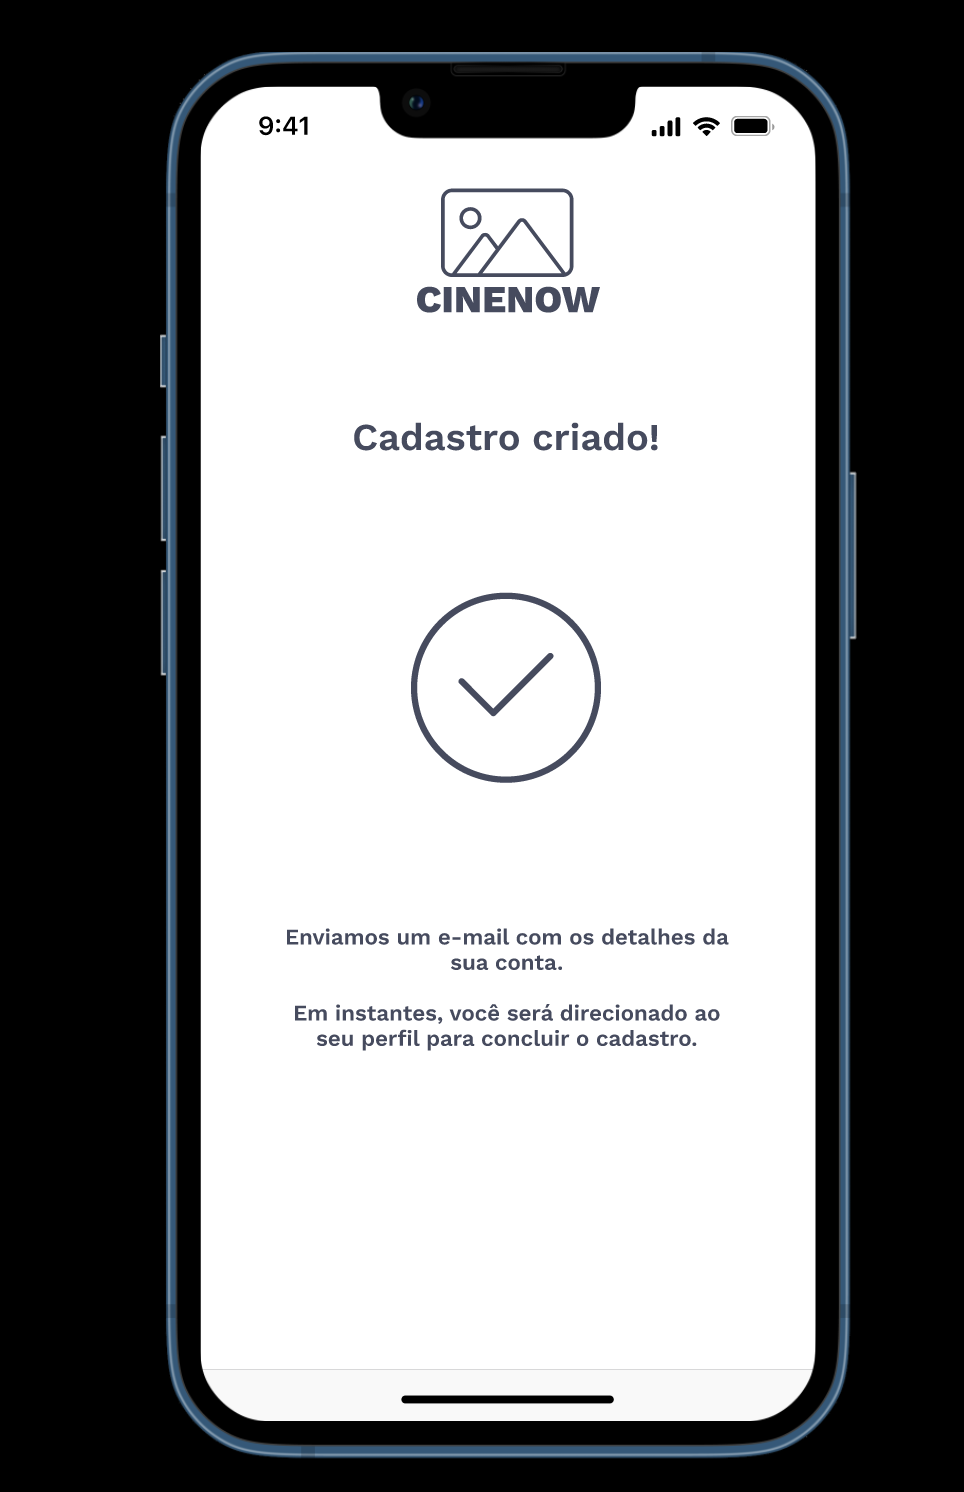 9:41
CINENOW
Cadastro criado!
Enviamos um e-mail com os detalhes da
sua conta.
Em instantes, você será direcionado ao
seu perfil para concluir o cadastro.